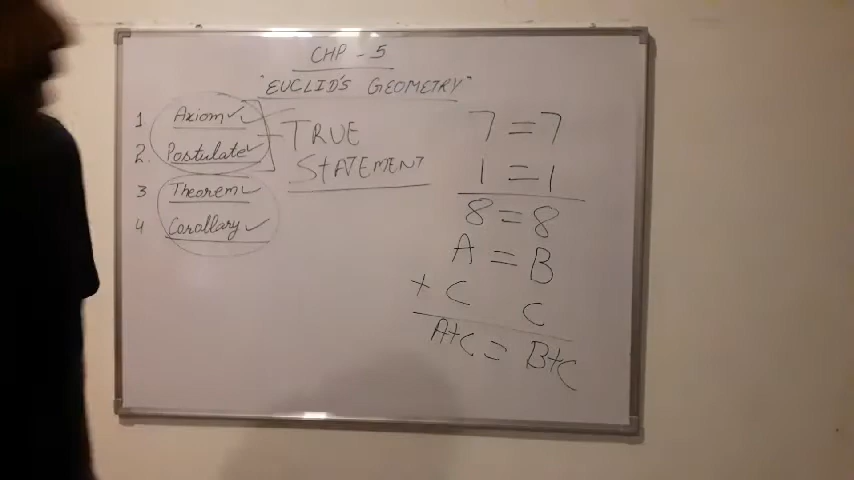 CHP - 5
"EUCLID'S GEOMETRY"
1 Axiom ✓
2. Postulate ✓
3 Theorem ✓
4 Corollary ✓
TRUE
STATEMENT
7 = 7
1 = 1
8 = 8
A = B
+ C C
A+C = B+C